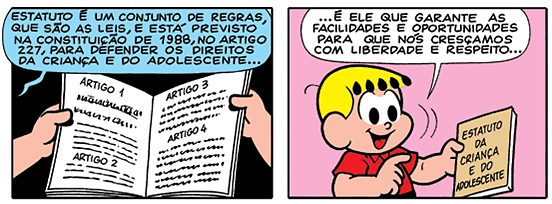 ESTATUTO É UM CONJUNTO DE REGRAS,
QUE SÃO AS LEIS, E ESTÁ PREVISTO
NA CONSTITUIÇÃO DE 1988, NO ARTIGO
227, PARA DEFENDER OS DIREITOS
DA CRIANÇA E DO ADOLESCENTE...
ARTIGO 1
ARTIGO 2
ARTIGO 3
ARTIGO 4
...É ELE QUE GARANTE AS
FACILIDADES E OPORTUNIDADES
PARA QUE NÓS CRESÇAMOS
COM LIBERDADE E RESPEITO...
ESTATUTO
DA
CRIANÇA
E DO
ADOLESCENTE